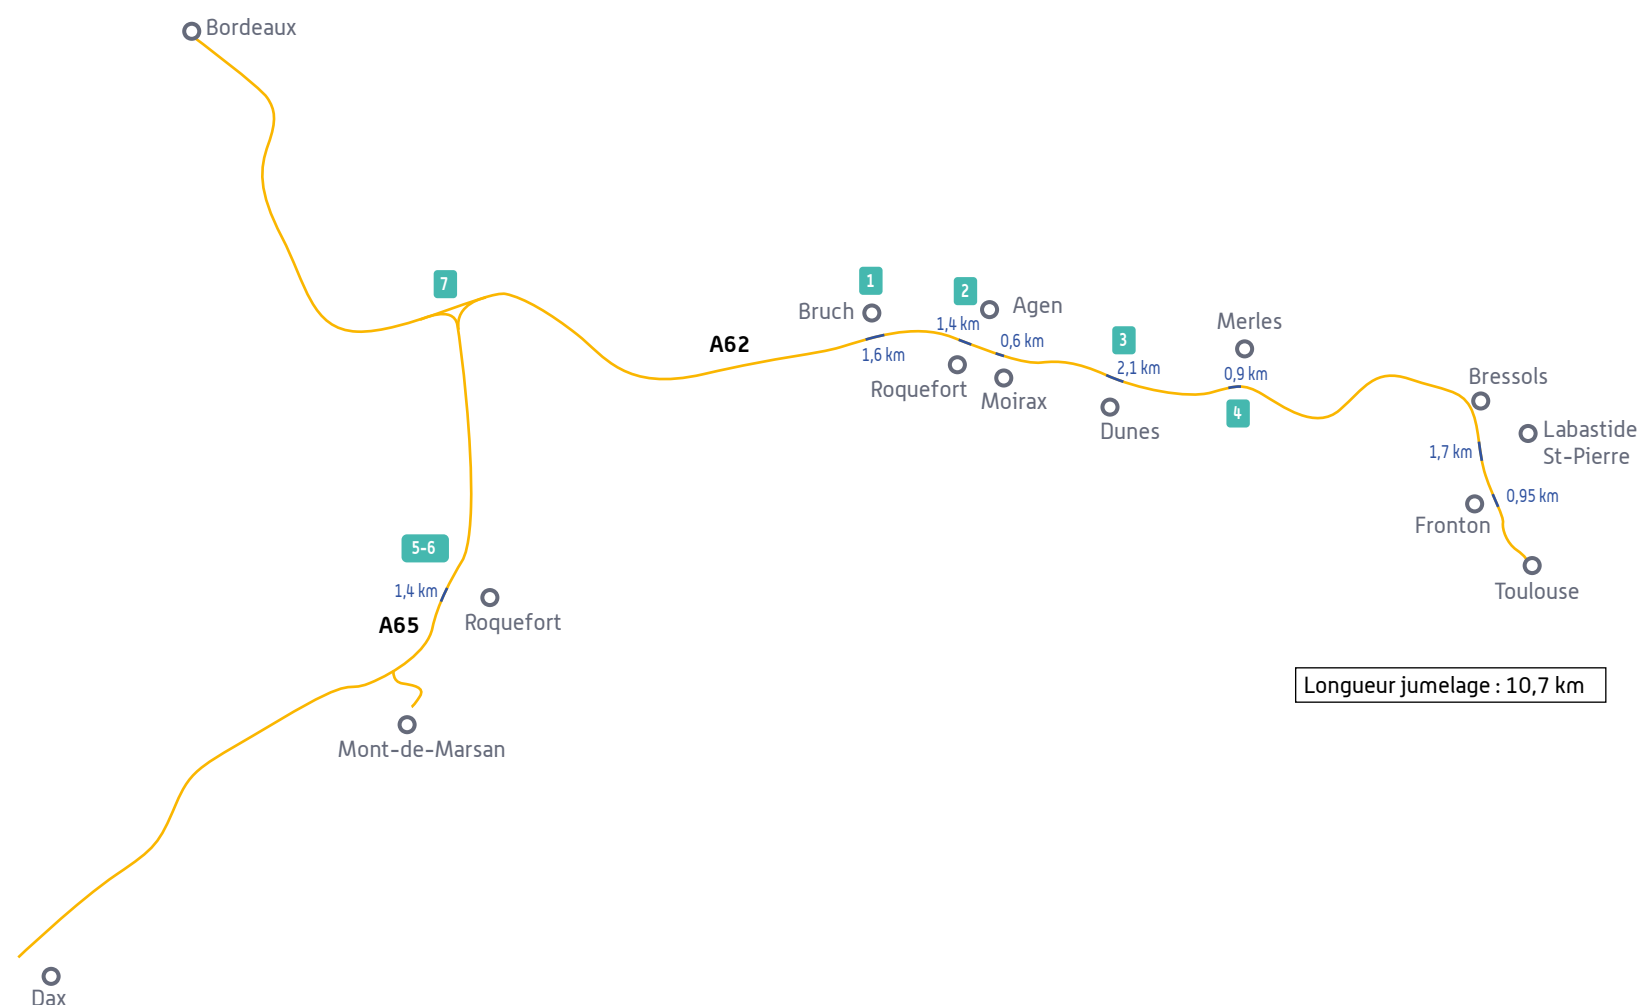 Bordeaux
7
1
Bruch
2
Agen
1,4 km
A62
1,6 km
0,6 km
3
Merles
2,1 km
0,9 km
Roquefort
Moirax
4
Dunes
Bressols
Labastide
St-Pierre
1,7 km
0,95 km
Fronton
Toulouse
5-6
1,4 km
A65
Roquefort
Longueur jumelage : 10,7 km
Mont-de-Marsan
Dax